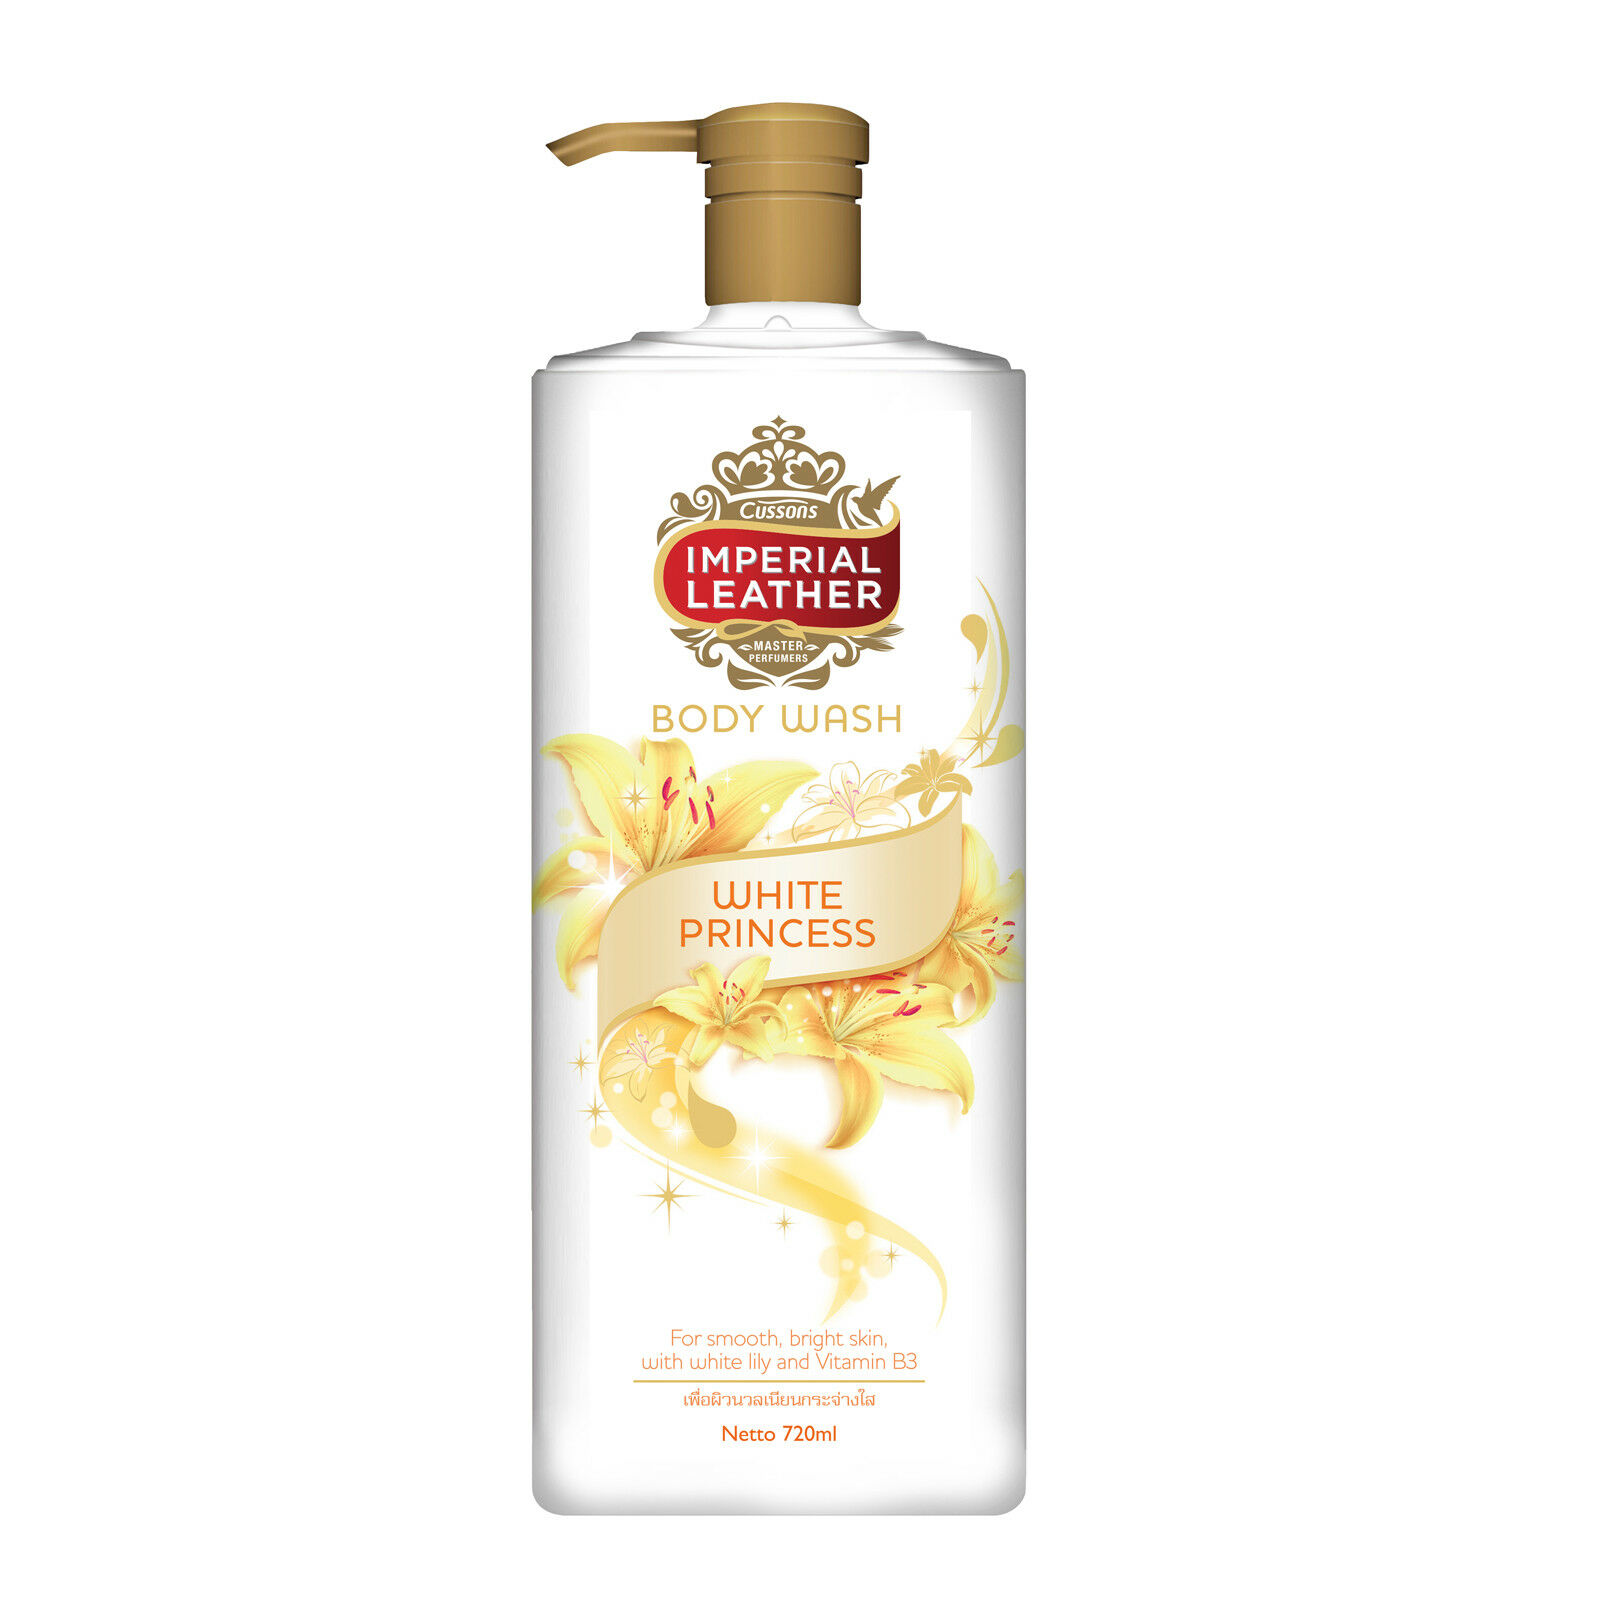 Cussons
IMPERIAL
LEATHER
MASTER
PERFUMERS
BODY WASH
WHITE
PRINCESS
For smooth, bright skin,
with white lily and Vitamin B3
เพื่อผิวนวลเนียนกระจ่างใส
Netto 720ml